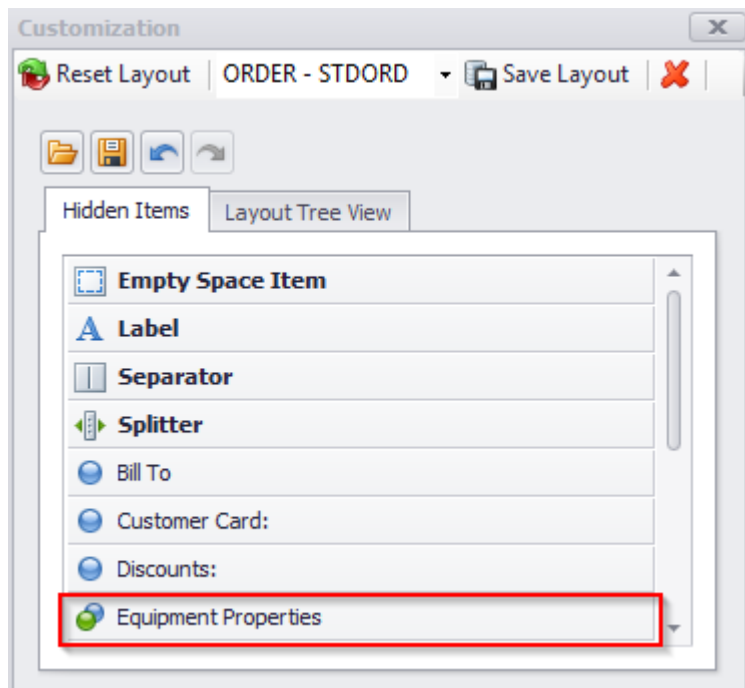 Customization
Reset Layout ORDER - STDORD Save Layout
Hidden Items Layout Tree View
Empty Space Item
A Label
Separator
Splitter
Bill To
Customer Card:
Discounts:
Equipment Properties